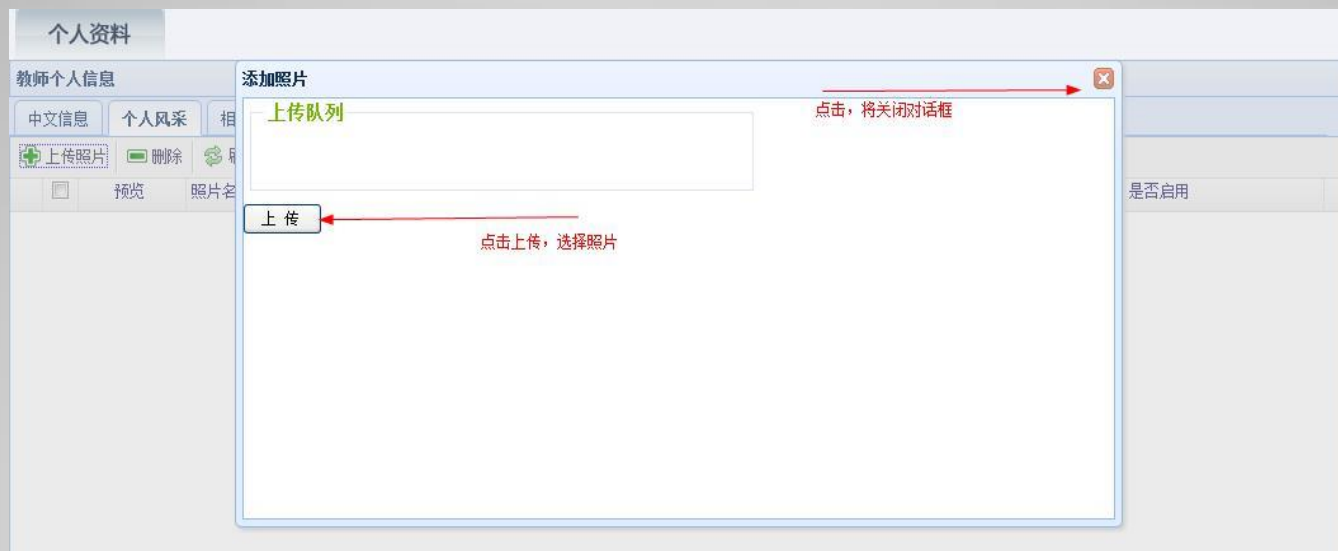 个人资料
教师个人信息
添加照片
点击，将关闭对话框
中文信息 个人风采 相
上传队列
上传照片 删除
预览 照片名 是否启用
上 传
点击上传，选择照片